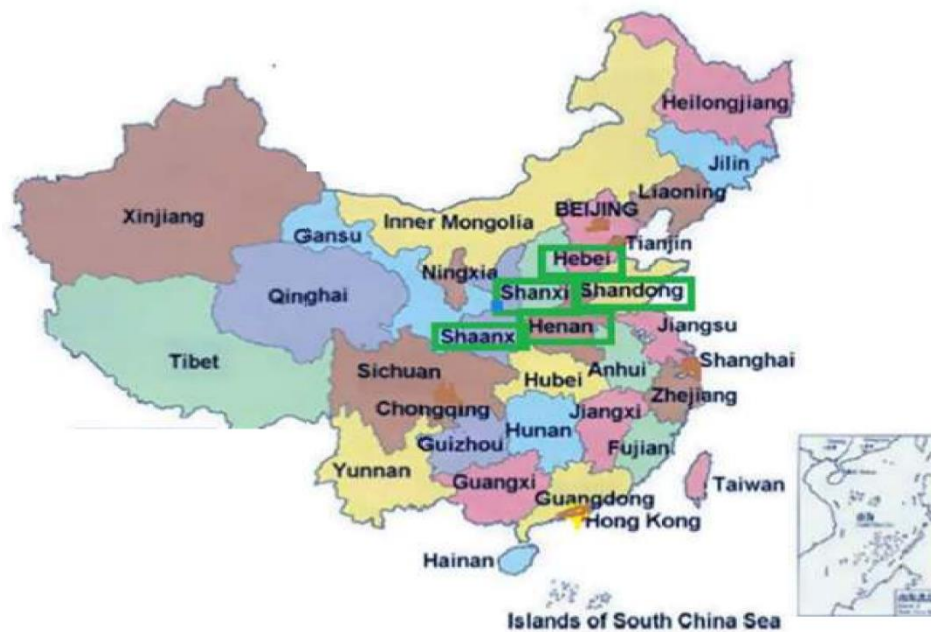 Heilongjiang
Jilin
Liaoning
Xinjiang
Inner Mongolia
BEIJING
Gansu
Tianjin
Hebei
Ningxia
Qinghai
Shanxi
Shandong
Shaanx
Henan
Jiangsu
Tibet
Sichuan
Anhui
Shanghai
Hubei
Zhejiang
Chongqing
Jiangxi
Hunan
Guizhou
Fujian
Yunnan
Guangxi
Taiwan
Guangdong
Hong Kong
Hainan
Islands of South China Sea